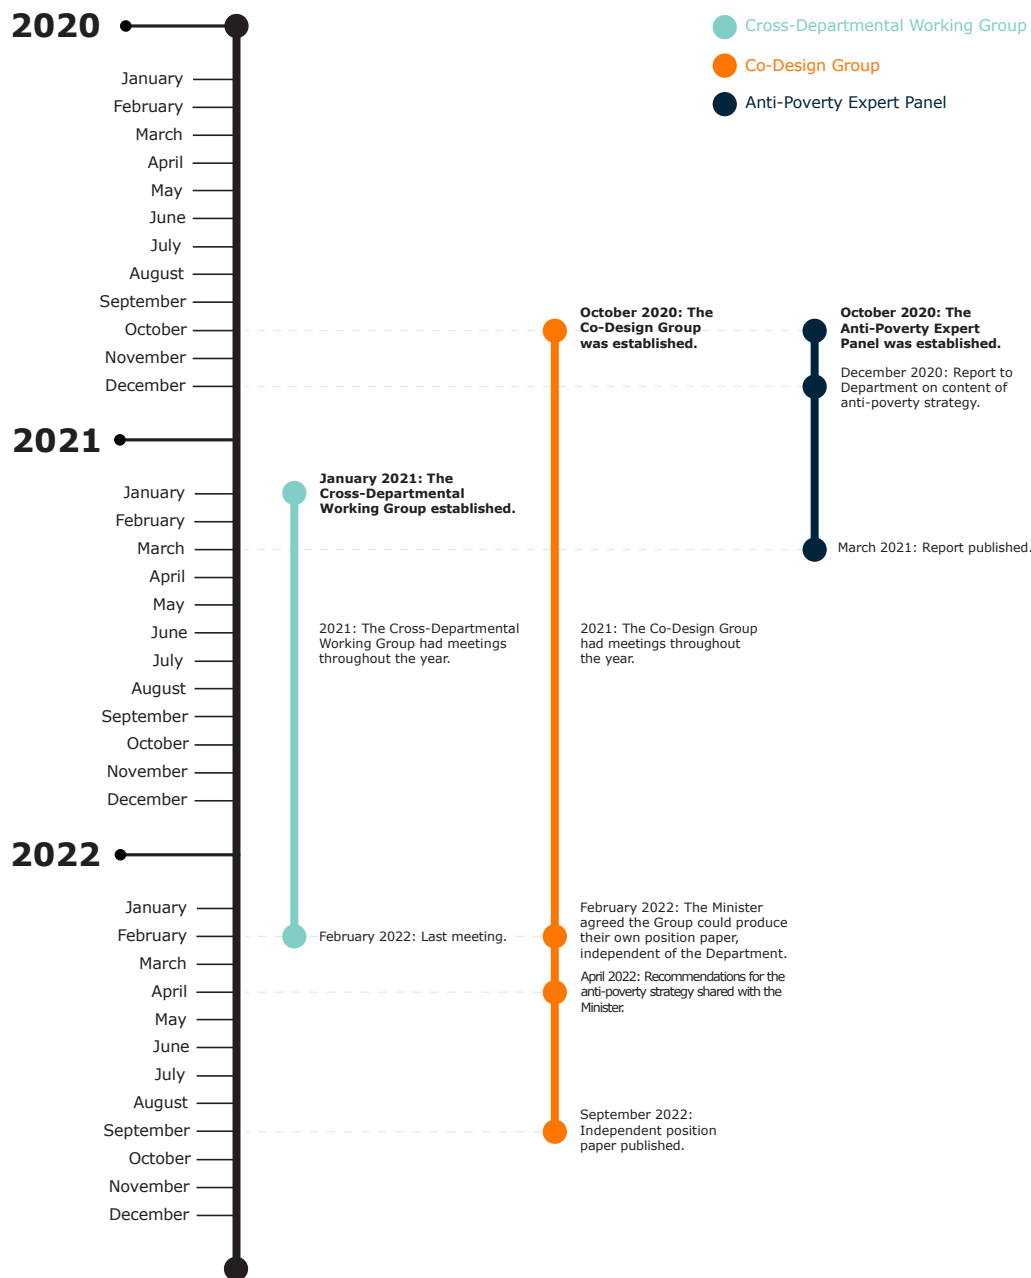 2020
Cross-Departmental Working Group
Co-Design Group
Anti-Poverty Expert Panel
January
February
March
April
May
June
July
August
September
October
November
December
October 2020: The
Co-Design Group
was established.
October 2020: The
Anti-Poverty Expert
Panel was established.
December 2020: Report to
Department on content of
anti-poverty strategy.
2021
January
February
March
April
May
June
July
August
September
October
November
December
January 2021: The
Cross-Departmental
Working Group established.
March 2021: Report published.
2021: The Cross-Departmental
Working Group had meetings
throughout the year.
2021: The Co-Design Group
had meetings throughout
the year.
2022
January
February
March
April
May
June
July
August
September
October
November
December
February 2022: Last meeting.
February 2022: The Minister
agreed the Group could produce
their own position paper,
independent of the Department.
April 2022: Recommendations for the
anti-poverty strategy shared with the
Minister.
September 2022:
Independent position
paper published.